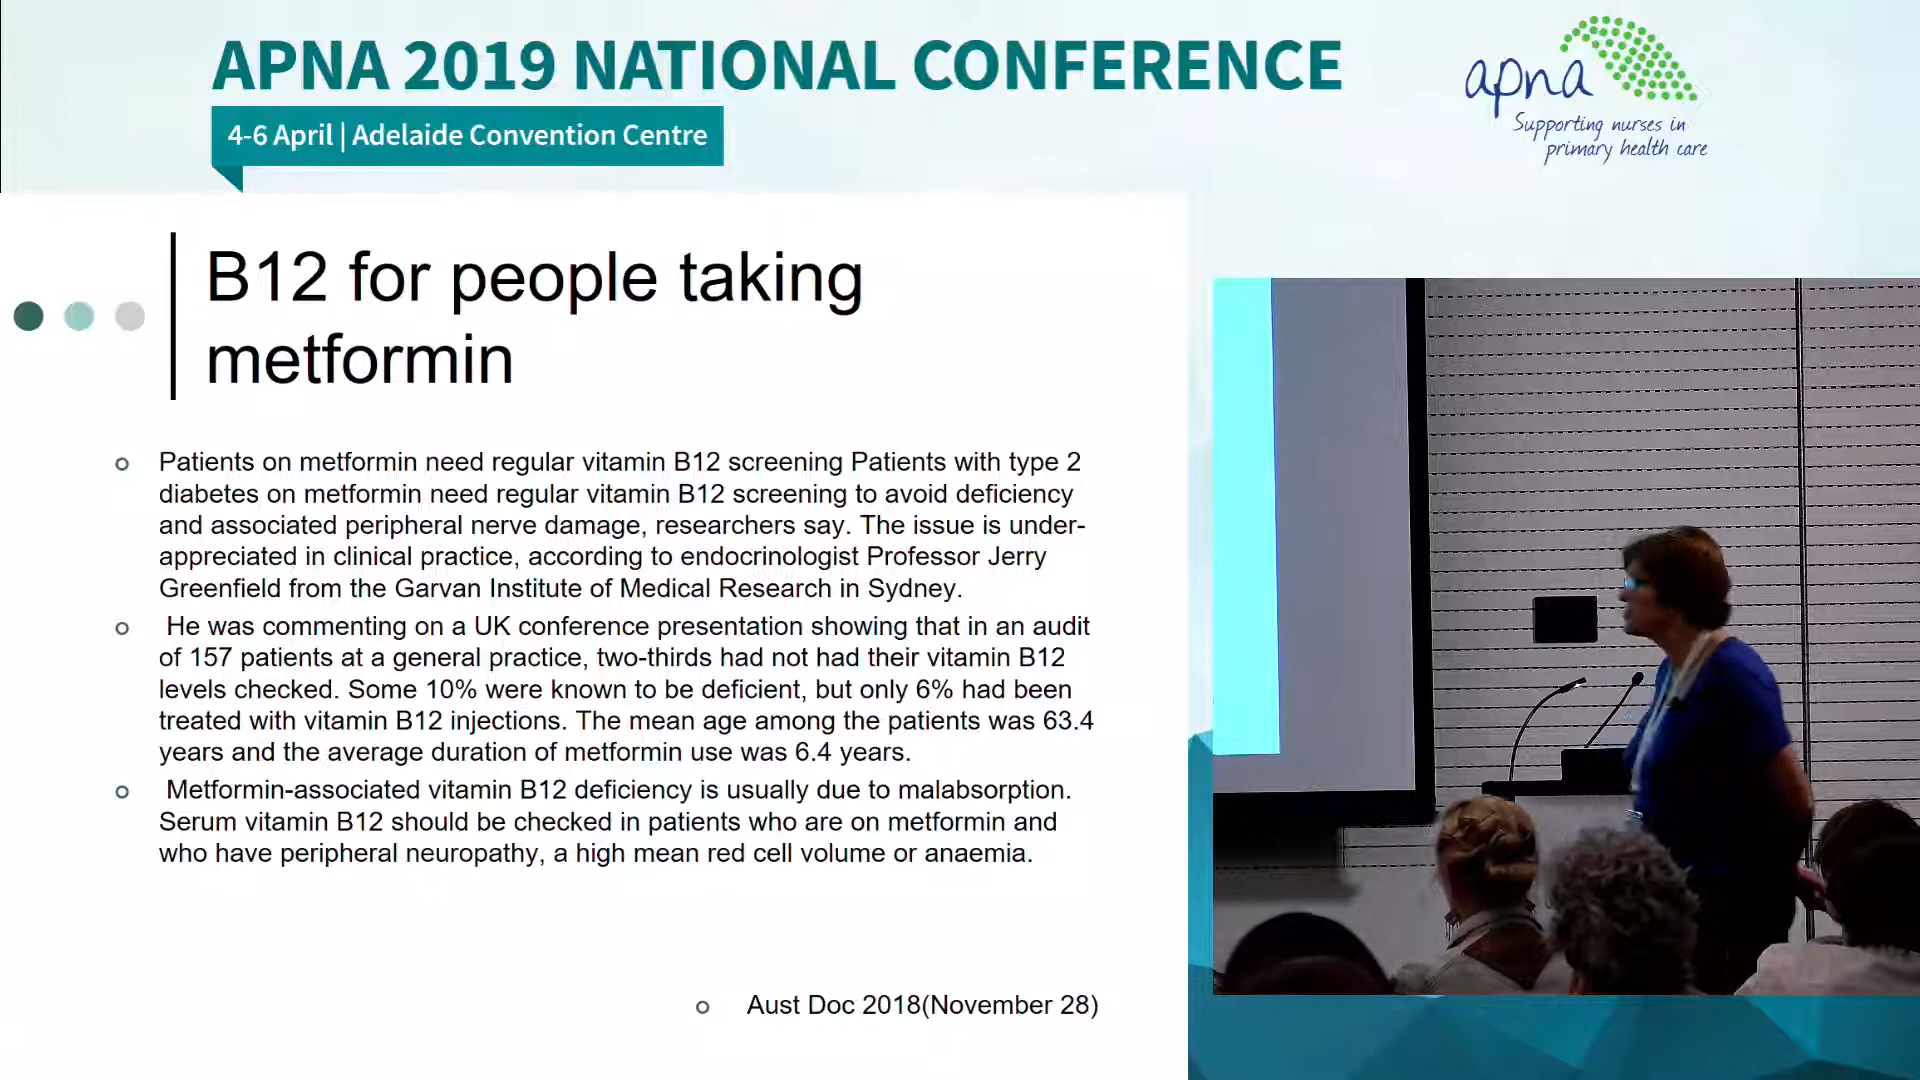 APNA 2019 NATIONAL CONFERENCE
4-6 April | Adelaide Convention Centre
apna
Supporting nurses in
primary health care
B12 for people taking
metformin
Patients on metformin need regular vitamin B12 screening Patients with type 2
diabetes on metformin need regular vitamin B12 screening to avoid deficiency
and associated peripheral nerve damage, researchers say. The issue is under-
appreciated in clinical practice, according to endocrinologist Professor Jerry
Greenfield from the Garvan Institute of Medical Research in Sydney.
He was commenting on a UK conference presentation showing that in an audit
of 157 patients at a general practice, two-thirds had not had their vitamin B12
levels checked. Some 10% were known to be deficient, but only 6% had been
treated with vitamin B12 injections. The mean age among the patients was 63.4
years and the average duration of metformin use was 6.4 years.
Metformin-associated vitamin B12 deficiency is usually due to malabsorption.
Serum vitamin B12 should be checked in patients who are on metformin and
who have peripheral neuropathy, a high mean red cell volume or anaemia.
Aust Doc 2018(November 28)